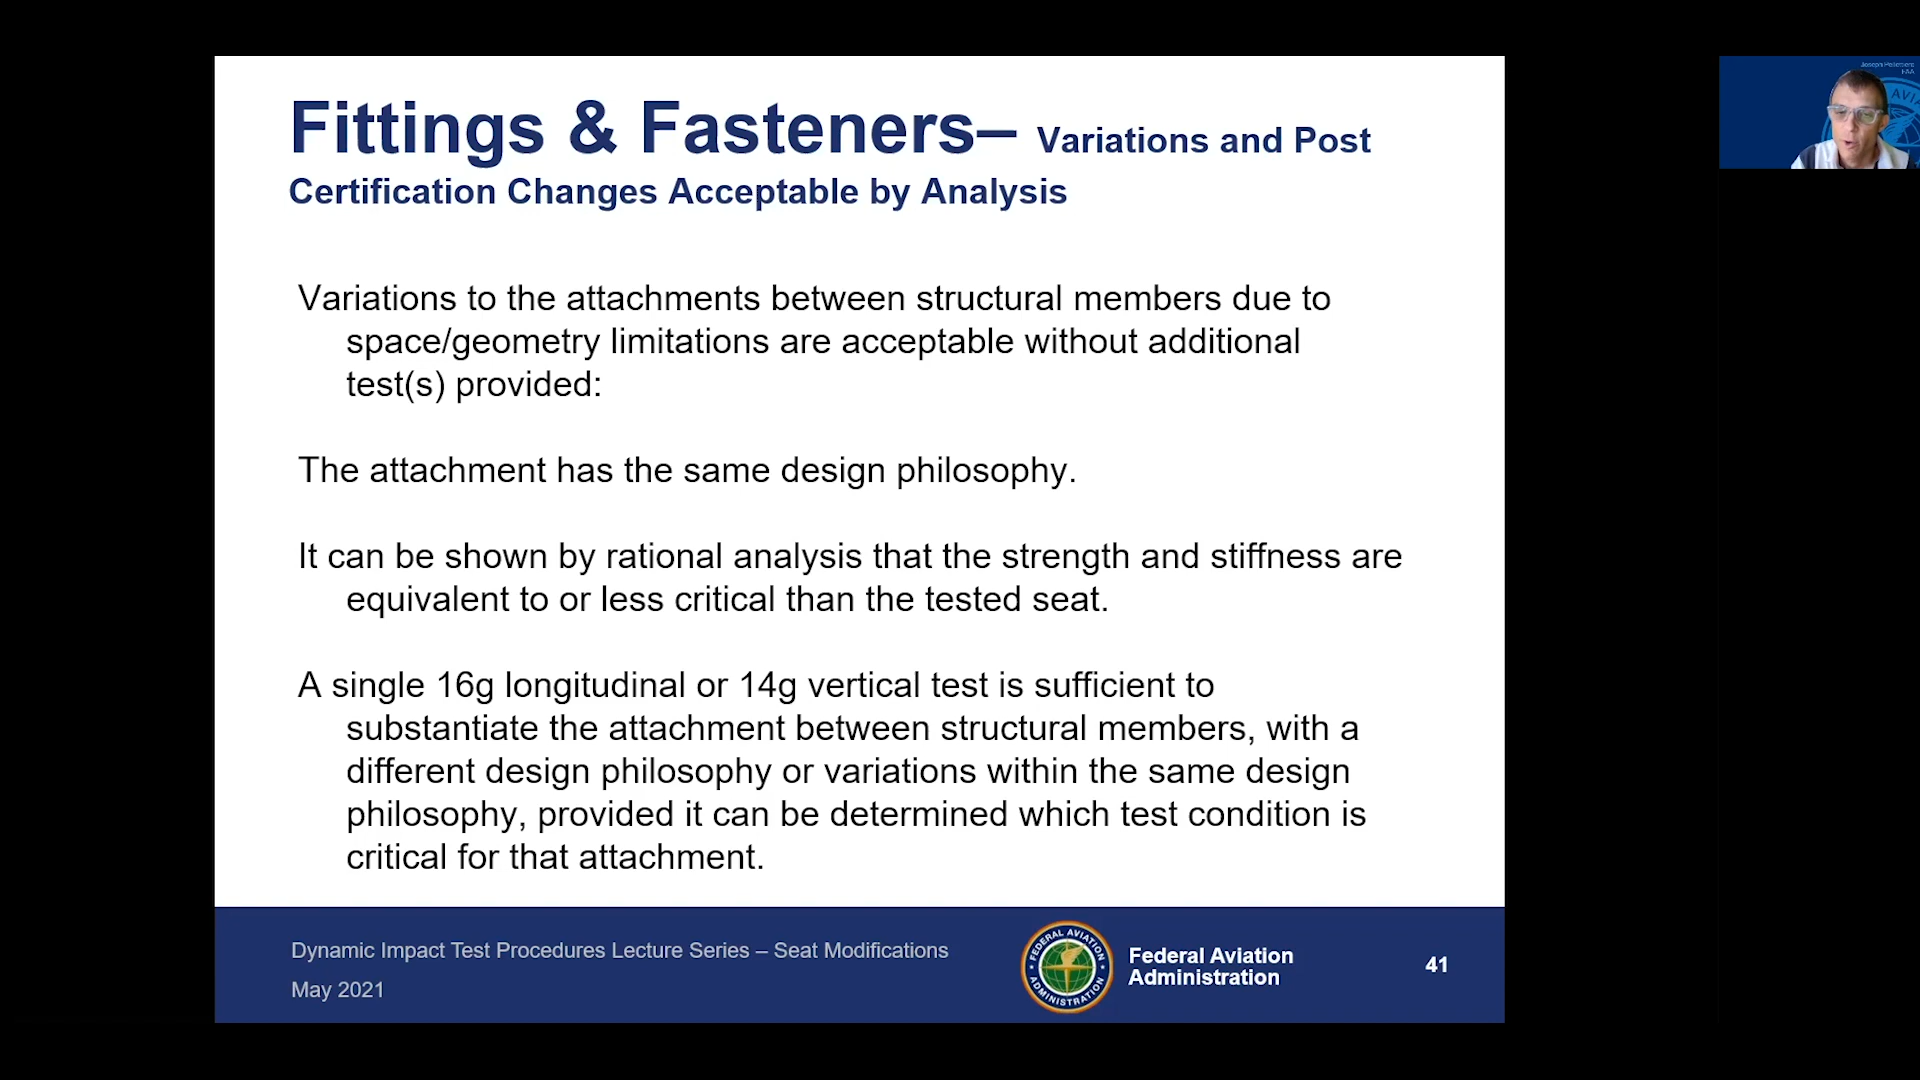 Fittings & Fasteners– Variations and Post
Certification Changes Acceptable by Analysis
Variations to the attachments between structural members due to
space/geometry limitations are acceptable without additional
test(s) provided:
The attachment has the same design philosophy.
It can be shown by rational analysis that the strength and stiffness are
equivalent to or less critical than the tested seat.
A single 16g longitudinal or 14g vertical test is sufficient to
substantiate the attachment between structural members, with a
different design philosophy or variations within the same design
philosophy, provided it can be determined which test condition is
critical for that attachment.
Dynamic Impact Test Procedures Lecture Series – Seat Modifications
May 2021
FEDERAL AVIATION
ADMINISTRATION
Federal Aviation
Administration
41
FAA
AVIA